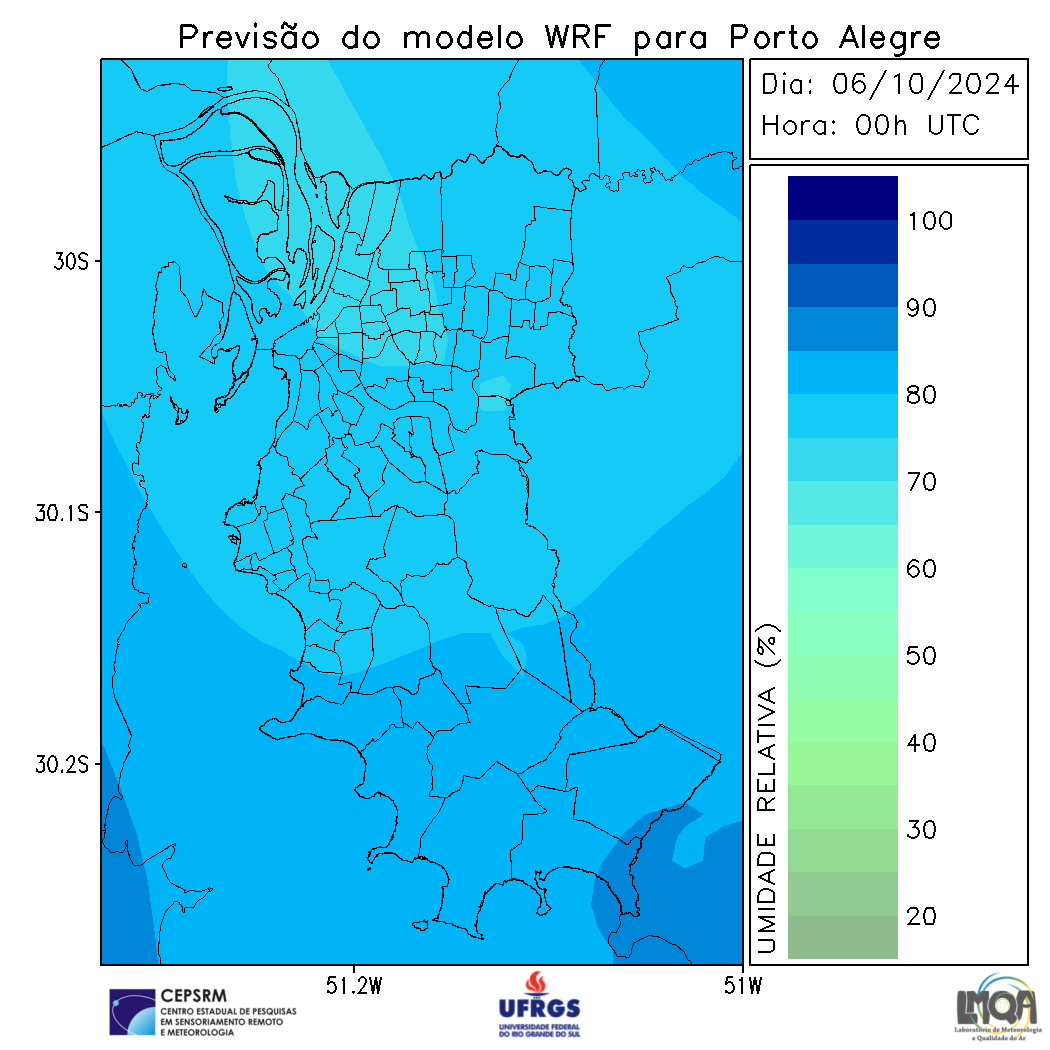 Previsão do modelo WRF para Porto Alegre
Dia: 06/10/2024
Hora: 00h UTC
30S
30.1S
30.2S
51.2W
51W
UMIDADE RELATIVA (%)
100
90
80
70
60
50
40
30
20
CEPSRM
CENTRO ESTADUAL DE PESQUISAS
EM SENSORIAMENTO REMOTO
E METEOROLOGIA
UFRGS
UNIVERSIDADE FEDERAL
DO RIO GRANDE DO SUL
LMQA
Laboratório de Meteorologia
e Qualidade do Ar